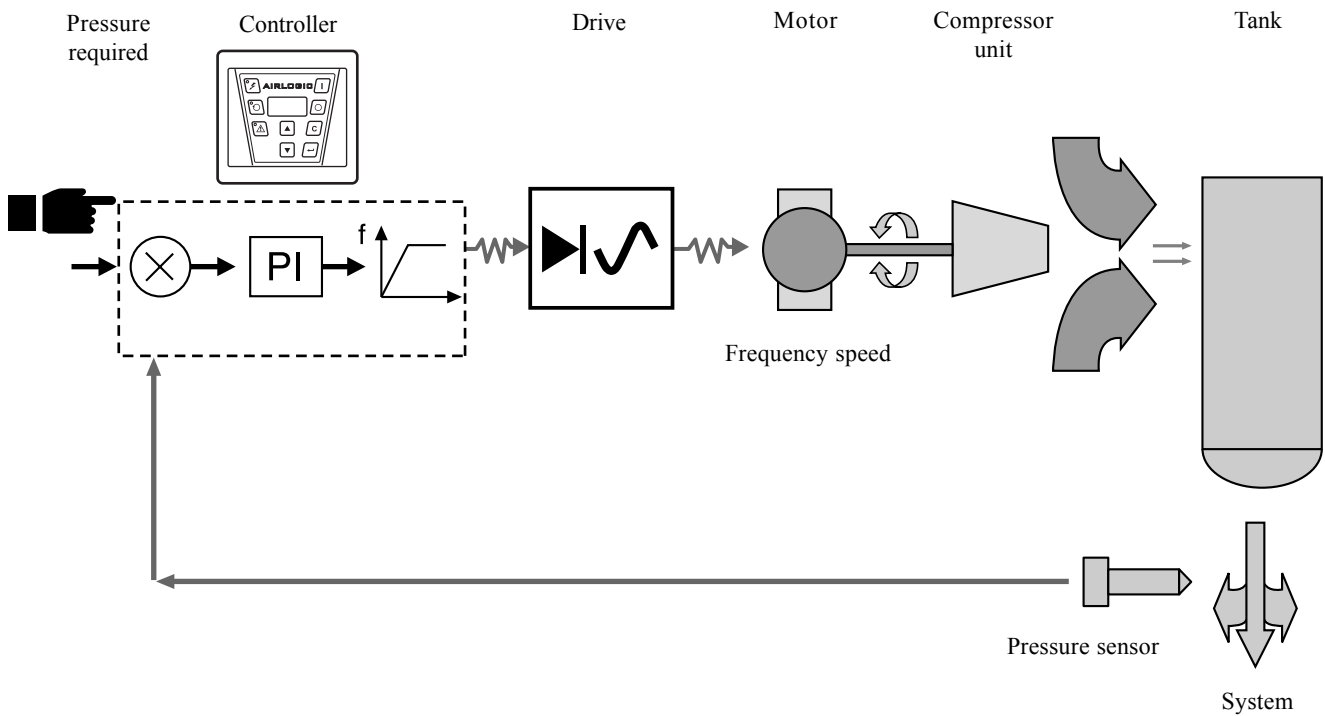 Pressure
required
Controller
Drive
Motor
Compressor
unit
Tank
AIRLOGIC
I
C
f
PI
Frequency speed
Pressure sensor
System